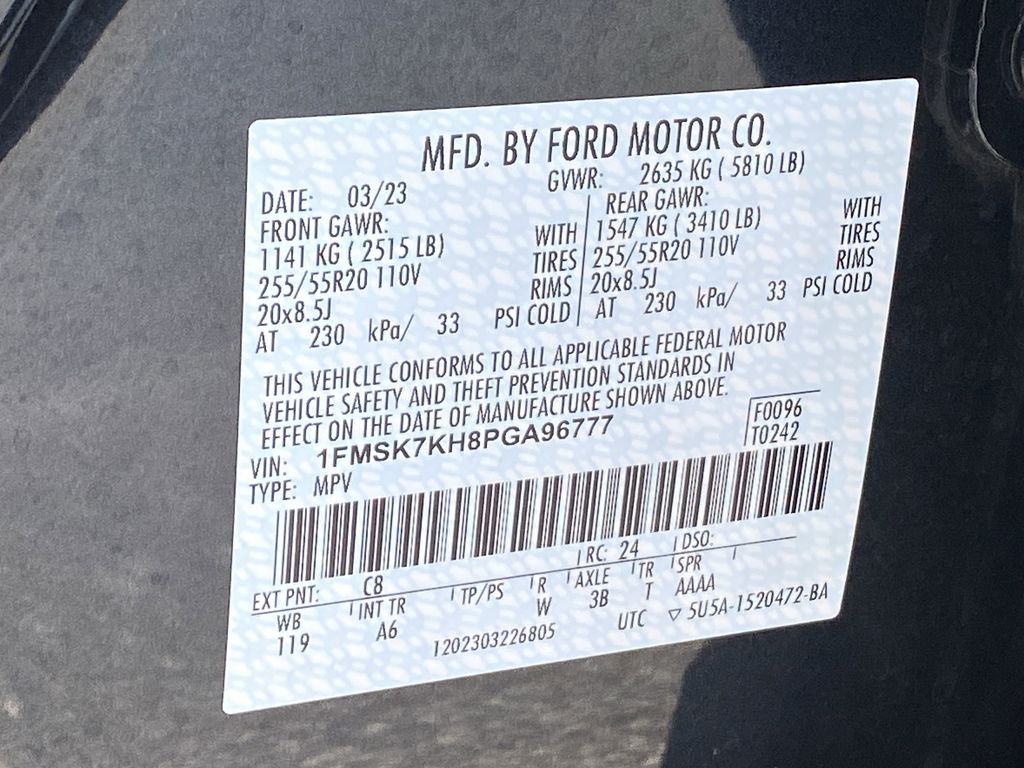 MFD. BY FORD MOTOR CO.
DATE: 03/23 GVWR: 2635 KG ( 5810 LB)
FRONT GAWR: REAR GAWR:
1141 KG ( 2515 LB) WITH 1547 KG ( 3410 LB) WITH
255/55R20 110V TIRES 255/55R20 110V TIRES
20x8.5J RIMS 20x8.5J RIMS
AT 230 kPa/ 33 PSI COLD AT 230 kPa/ 33 PSI COLD
THIS VEHICLE CONFORMS TO ALL APPLICABLE FEDERAL MOTOR
VEHICLE SAFETY AND THEFT PREVENTION STANDARDS IN
EFFECT ON THE DATE OF MANUFACTURE SHOWN ABOVE.
VIN: 1FMSK7KH8PGA96777 F0096
TYPE: MPV T0242
EXT PNT: C8 RC: 24 DSO:
WB INT TR TP/PS R AXLE TR SPR
119 A6 W 3B T AAAA
1202303226805 UTC ▽ 5U5A-1520472-BA